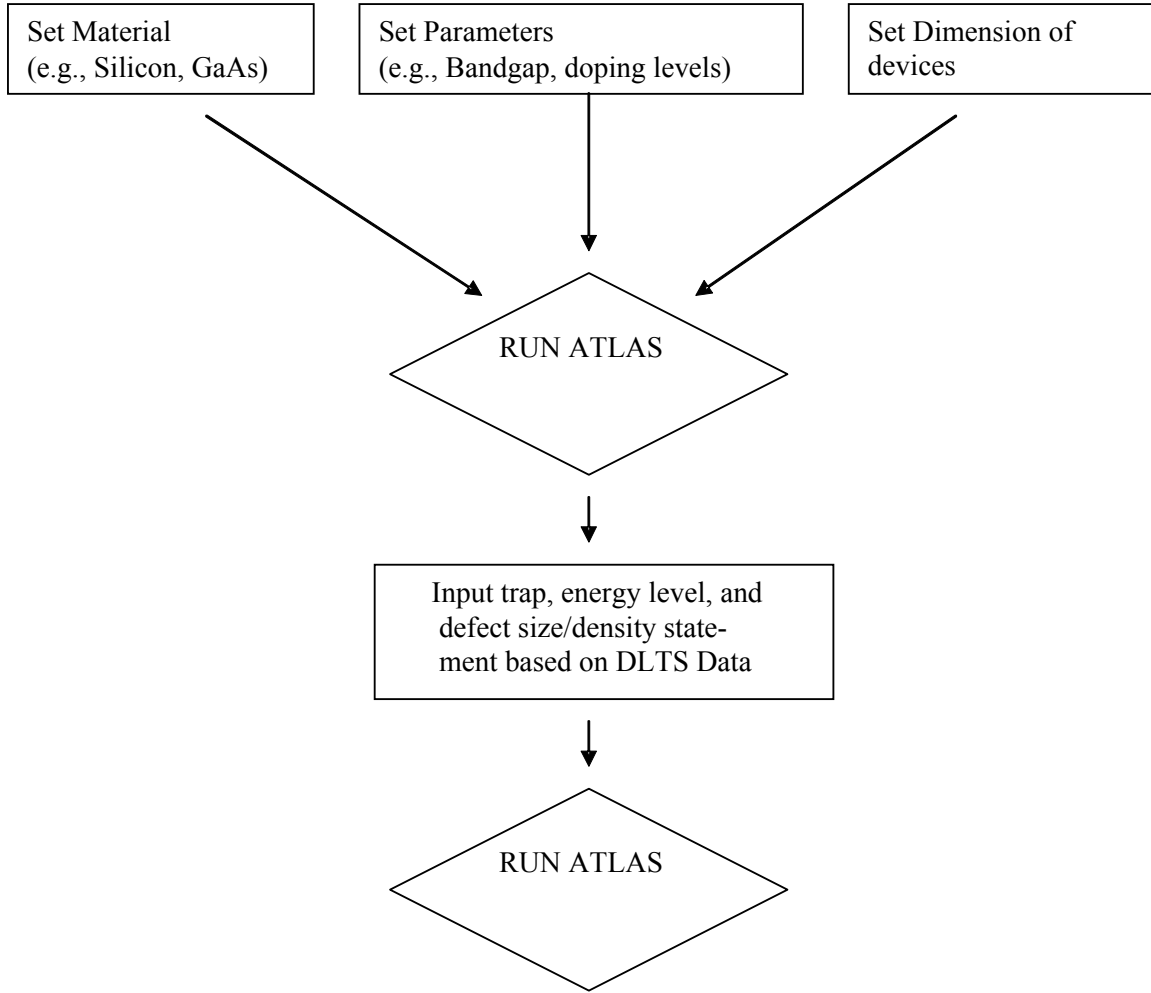 Set Material
(e.g., Silicon, GaAs)
Set Parameters
(e.g., Bandgap, doping levels)
Set Dimension of
devices
RUN ATLAS
Input trap, energy level, and
defect size/density state-
ment based on DLTS Data
RUN ATLAS